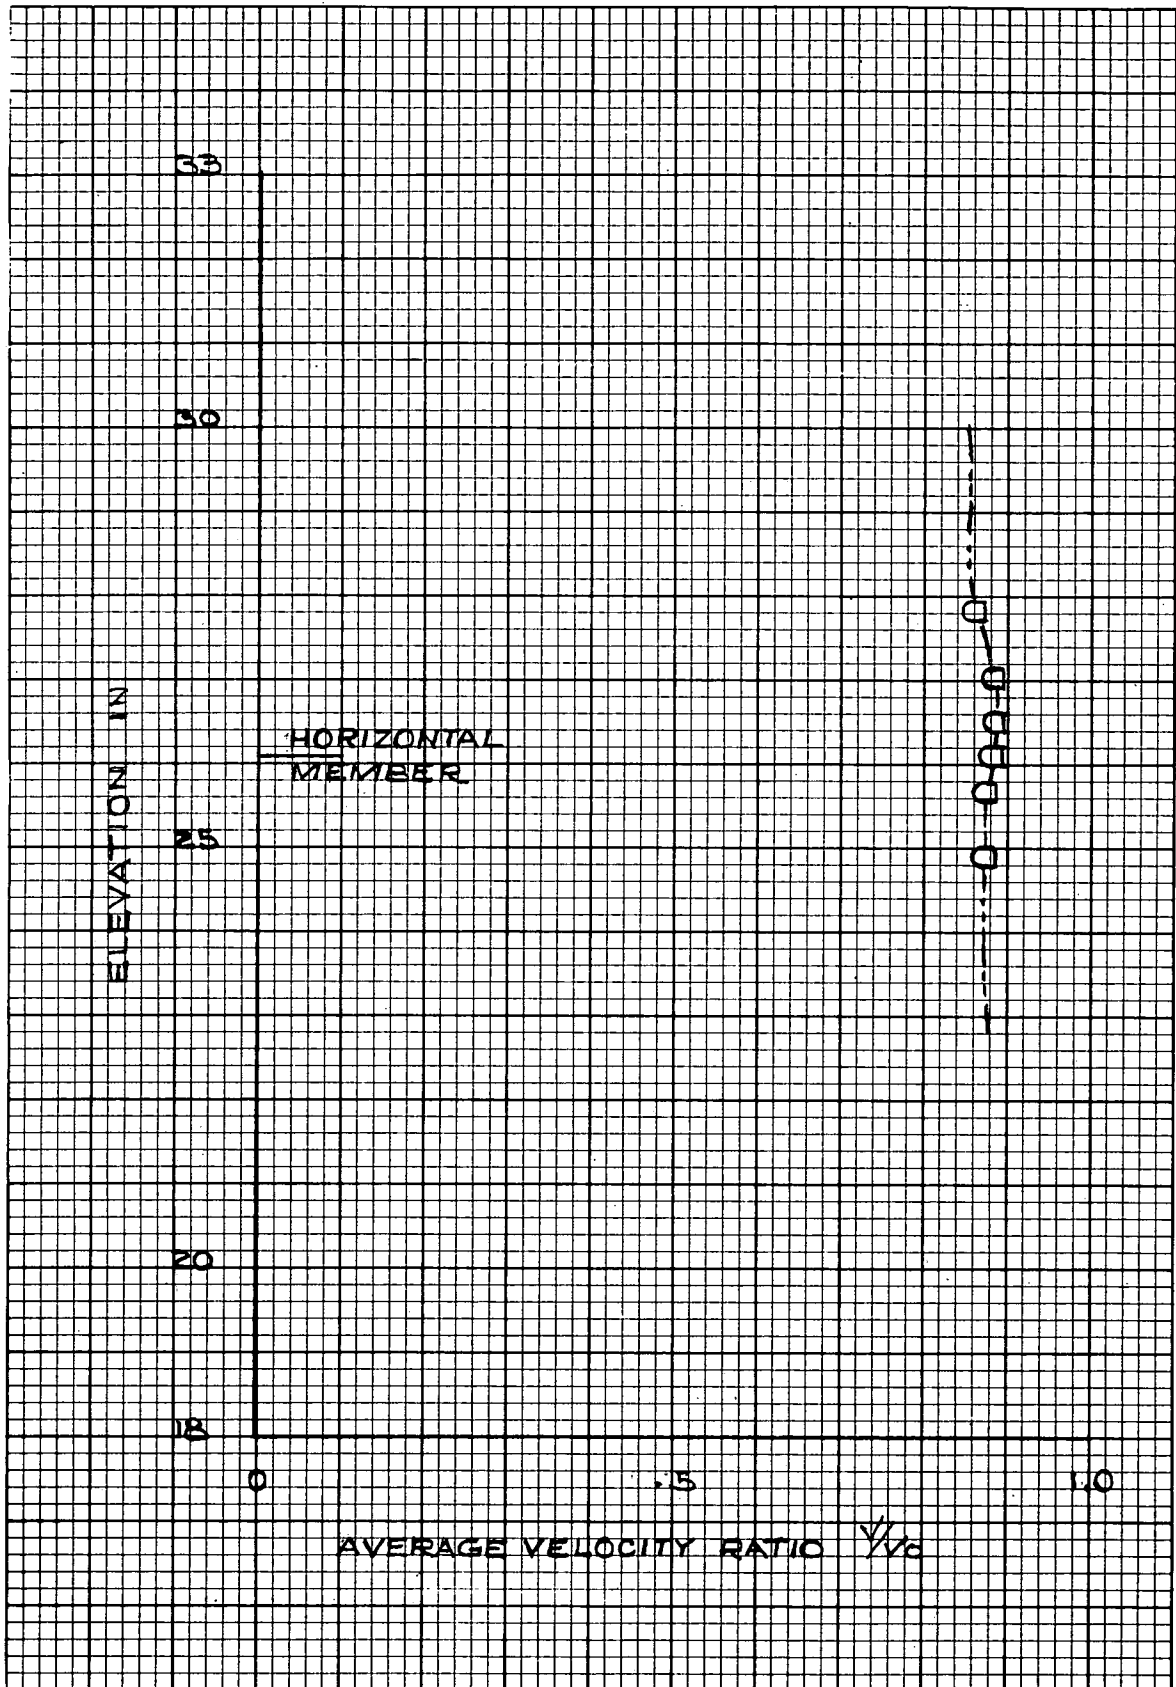 33
30
HORIZONTAL
MEMBER
ELEVATION IN
25
20
18
0 .5 1.0
AVERAGE VELOCITY RATIO V/Vo